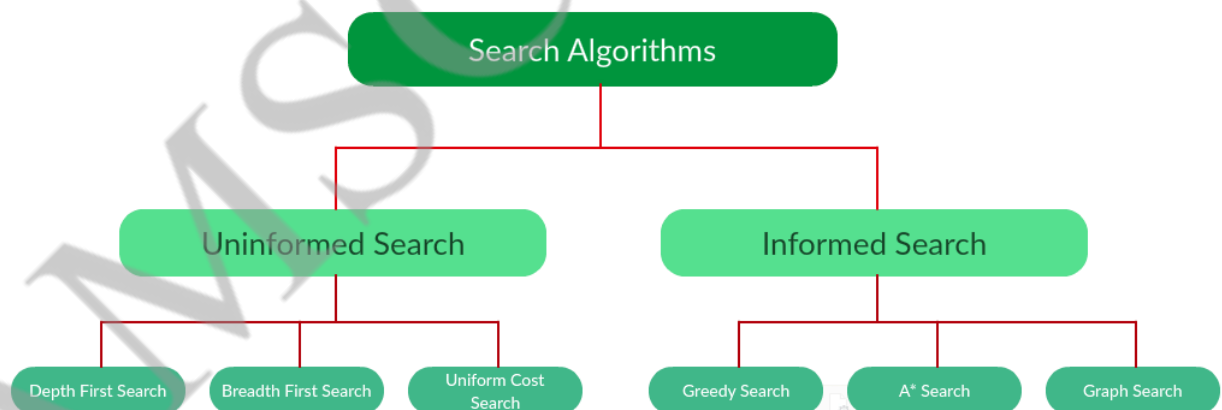 Search Algorithms
Uninformed Search
Informed Search
Depth First Search
Breadth First Search
Uniform Cost
Search
Greedy Search
A* Search
Graph Search